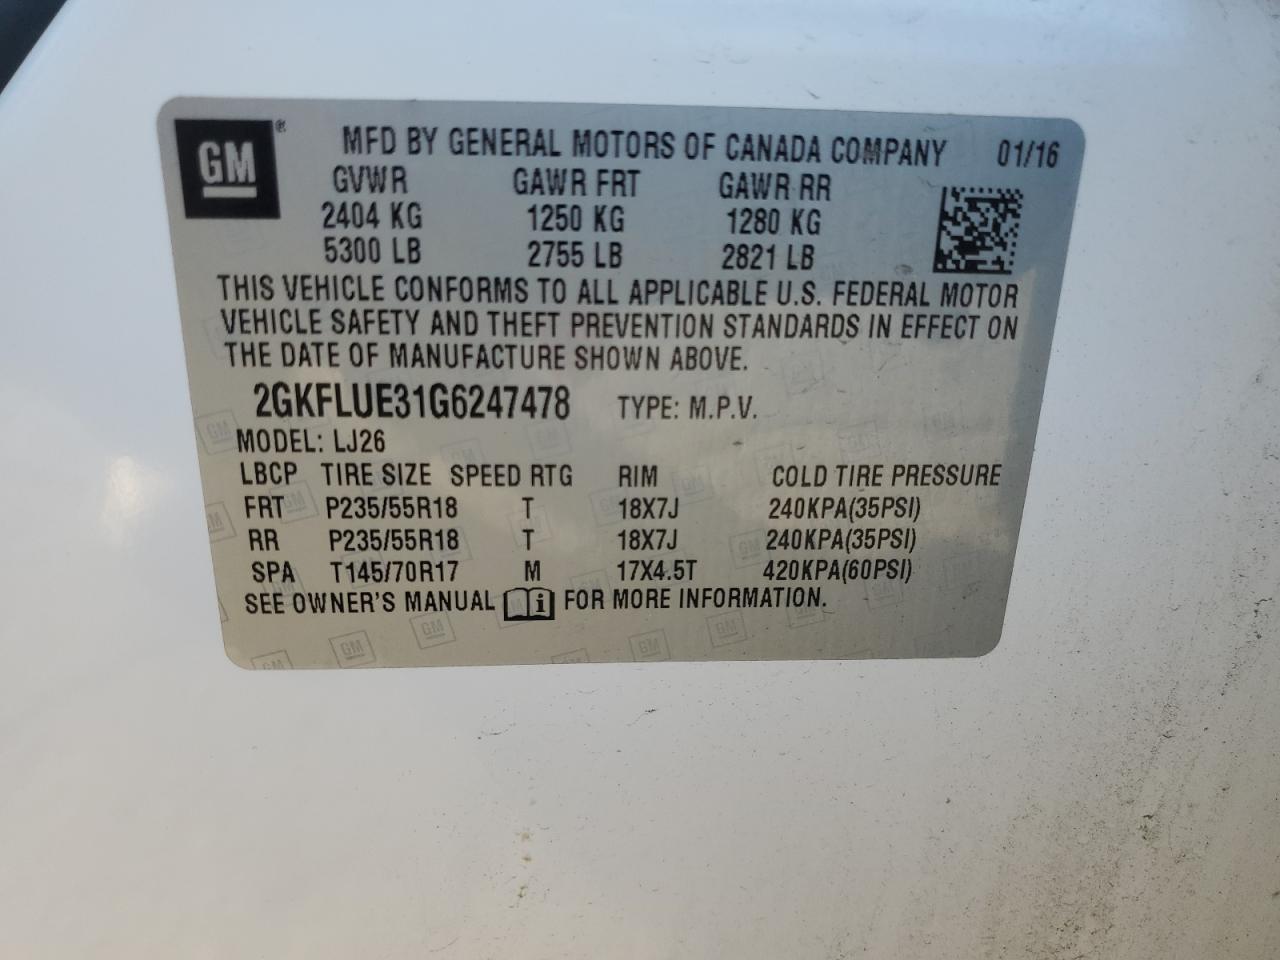 GM ® MFD BY GENERAL MOTORS OF CANADA COMPANY 01/16
GVWR GAWR FRT GAWR RR
2404 KG 1250 KG 1280 KG
5300 LB 2755 LB 2821 LB
THIS VEHICLE CONFORMS TO ALL APPLICABLE U.S. FEDERAL MOTOR
VEHICLE SAFETY AND THEFT PREVENTION STANDARDS IN EFFECT ON
THE DATE OF MANUFACTURE SHOWN ABOVE.
2GKFLUE31G6247478 TYPE: M.P.V.
MODEL: LJ26
LBCP TIRE SIZE SPEED RTG RIM COLD TIRE PRESSURE
FRT P235/55R18 T 18X7J 240KPA(35PSI)
RR P235/55R18 T 18X7J 240KPA(35PSI)
SPA T145/70R17 M 17X4.5T 420KPA(60PSI)
SEE OWNER'S MANUAL i FOR MORE INFORMATION.